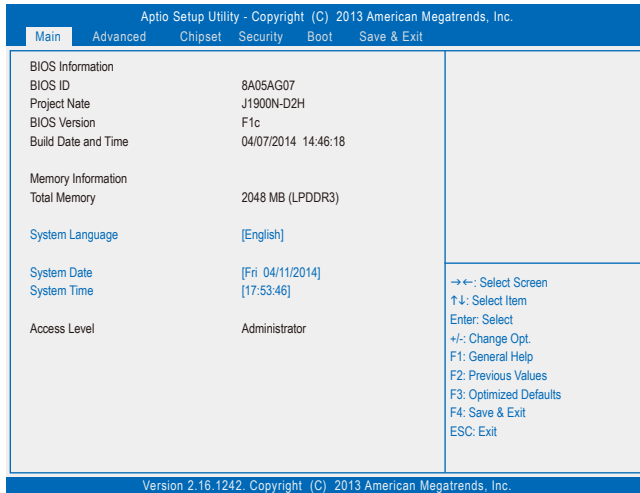 Aptio Setup Utility - Copyright (C) 2013 American Megatrends, Inc.
Main Advanced Chipset Security Boot Save & Exit
BIOS Information
BIOS ID 8A05AG07
Project Nate J1900N-D2H
BIOS Version F1c
Build Date and Time 04/07/2014 14:46:18
Memory Information
Total Memory 2048 MB (LPDDR3)
System Language [English]
System Date [Fri 04/11/2014]
System Time [17:53:46]
Access Level Administrator
→←: Select Screen
↑↓: Select Item
Enter: Select
+/-: Change Opt.
F1: General Help
F2: Previous Values
F3: Optimized Defaults
F4: Save & Exit
ESC: Exit
Version 2.16.1242. Copyright (C) 2013 American Megatrends, Inc.